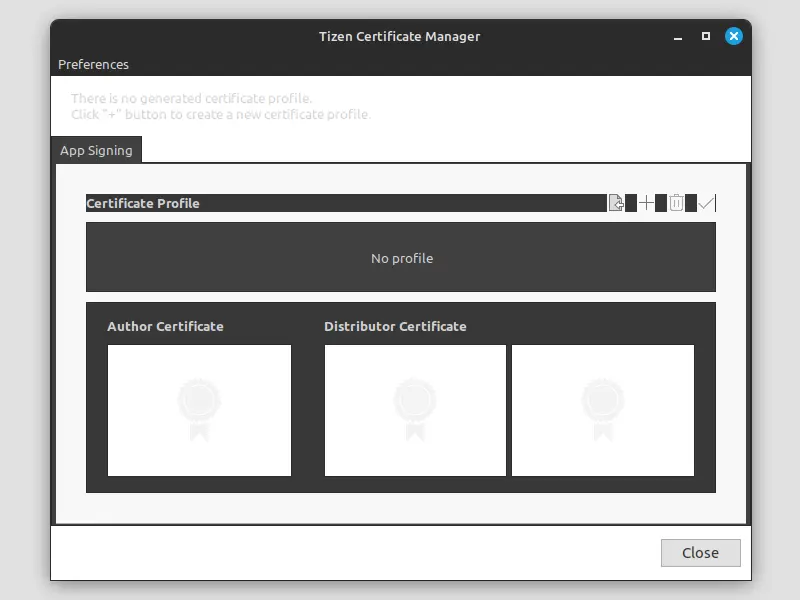 Tizen Certificate Manager
Preferences
There is no generated certificate profile.
Click "+" button to create a new certificate profile.
App Signing
Certificate Profile
No profile
Author Certificate
Distributor Certificate
Close